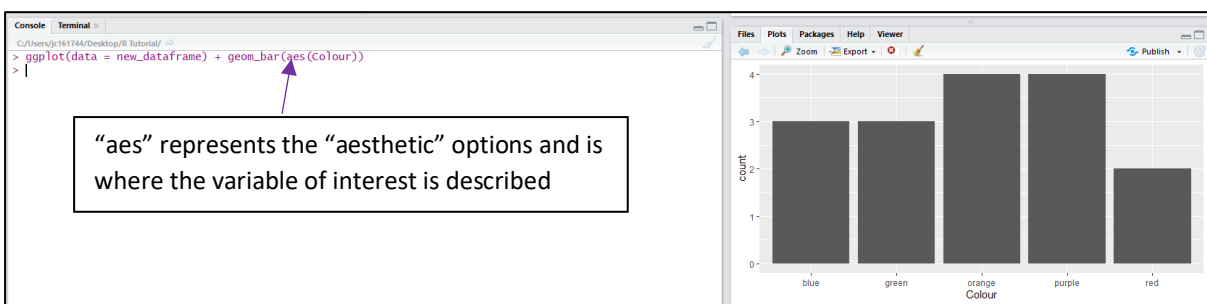 Console Terminal ×
C:/Users/jc161744/Desktop/R Tutorial/
> ggplot(data = new_dataframe) + geom_bar(aes(Colour))
>
“aes” represents the “aesthetic” options and is
where the variable of interest is described
Files Plots Packages Help Viewer
Zoom Export Publish
4
3
2
1
0
count
blue green orange purple red
Colour